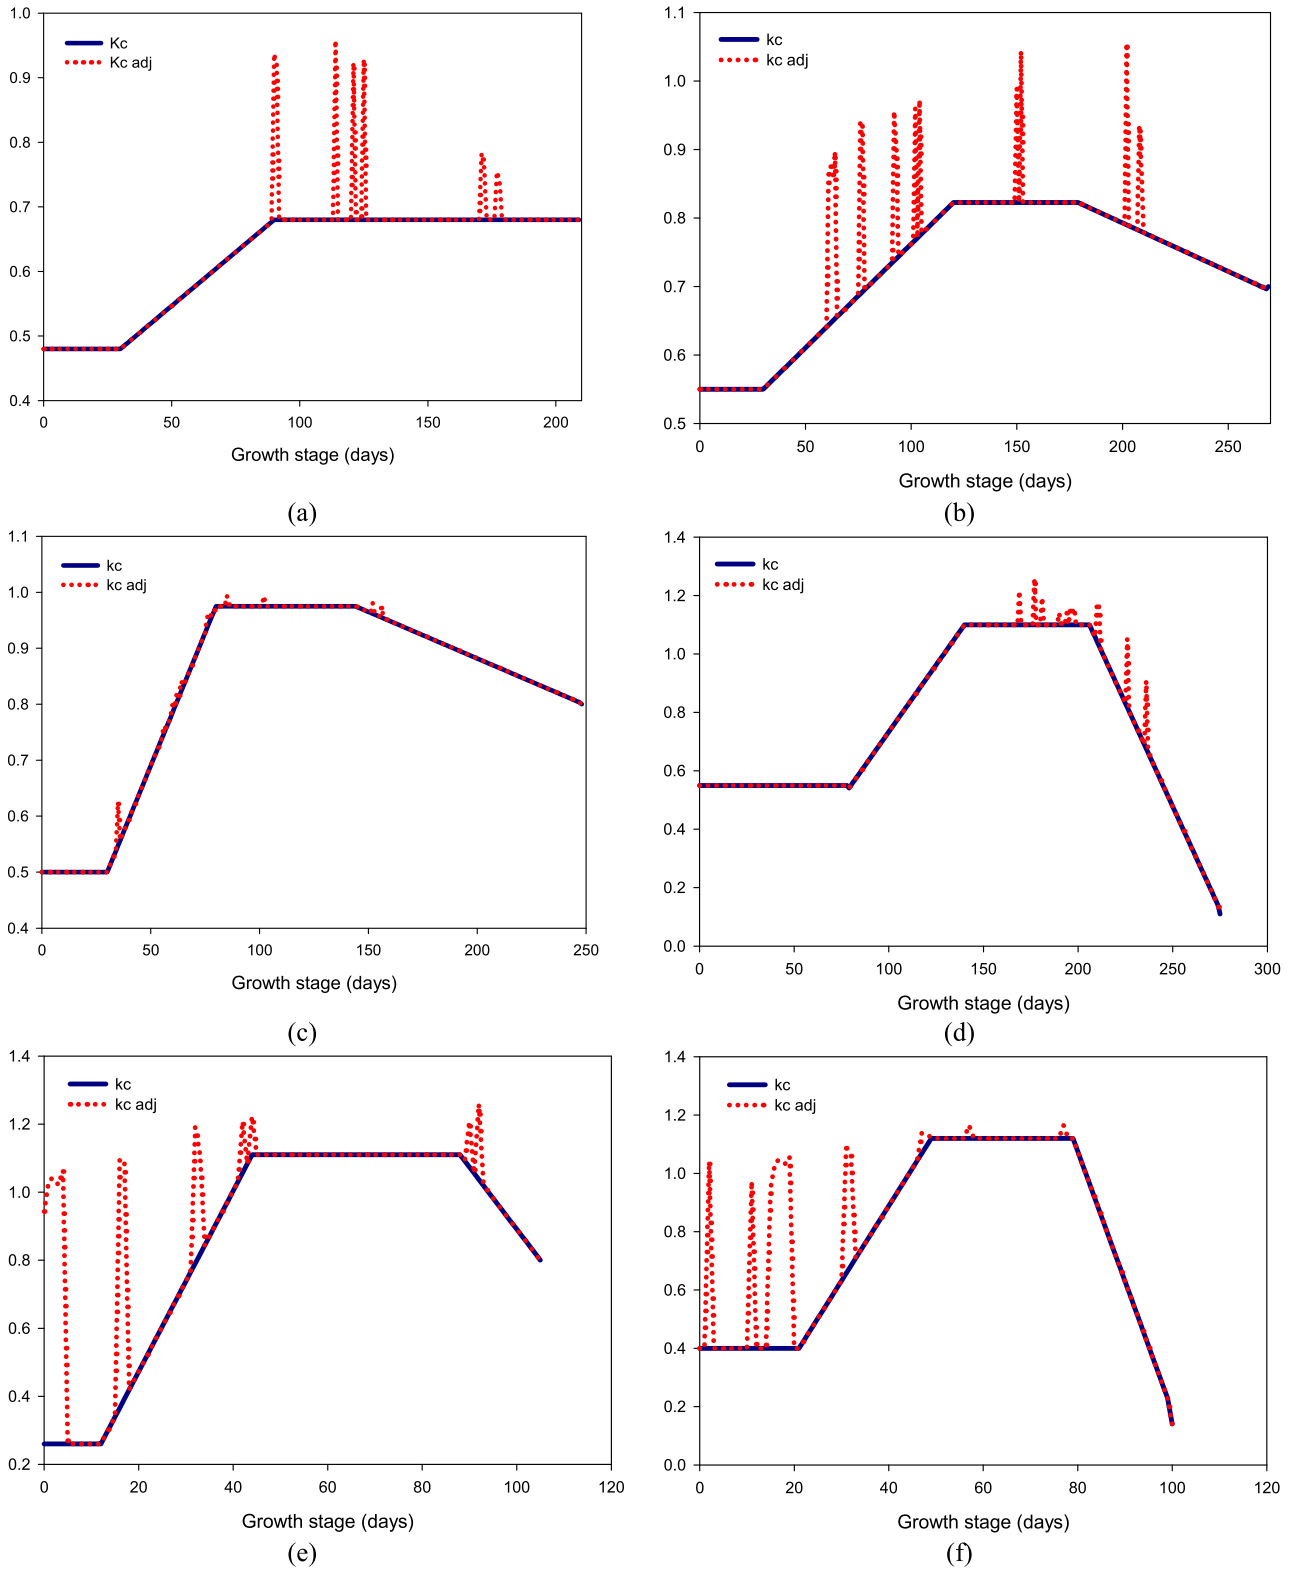 1.0
0.9
0.8
0.7
0.6
0.5
0.4
Kc
Kc adj
0 50 100 150 200
Growth stage (days)
(a)
1.1
1.0
0.9
0.8
0.7
0.6
0.5
kc
kc adj
0 50 100 150 200 250
Growth stage (days)
(b)
1.1
1.0
0.9
0.8
0.7
0.6
0.5
0.4
kc
kc adj
0 50 100 150 200 250
Growth stage (days)
(c)
1.4
1.2
1.0
0.8
0.6
0.4
0.2
0.0
kc
kc adj
0 50 100 150 200 250 300
Growth stage (days)
(d)
1.4
1.2
1.0
0.8
0.6
0.4
0.2
kc
kc adj
0 20 40 60 80 100 120
Growth stage (days)
(e)
1.4
1.2
1.0
0.8
0.6
0.4
0.2
0.0
kc
kc adj
0 20 40 60 80 100 120
Growth stage (days)
(f)